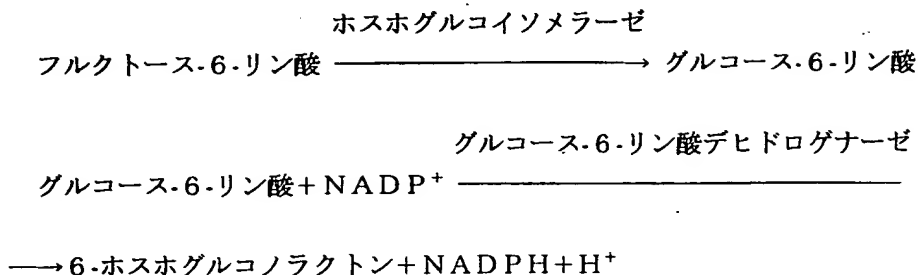 ホスホグルコイソメラーゼ
フルクトース-6-リン酸 ⟶ グルコース-6-リン酸
グルコース-6-リン酸デヒドロゲナーゼ
グルコース-6-リン酸+NADP⁺ ―
⟶ 6-ホスホグルコノラクトン+NADPH+H⁺